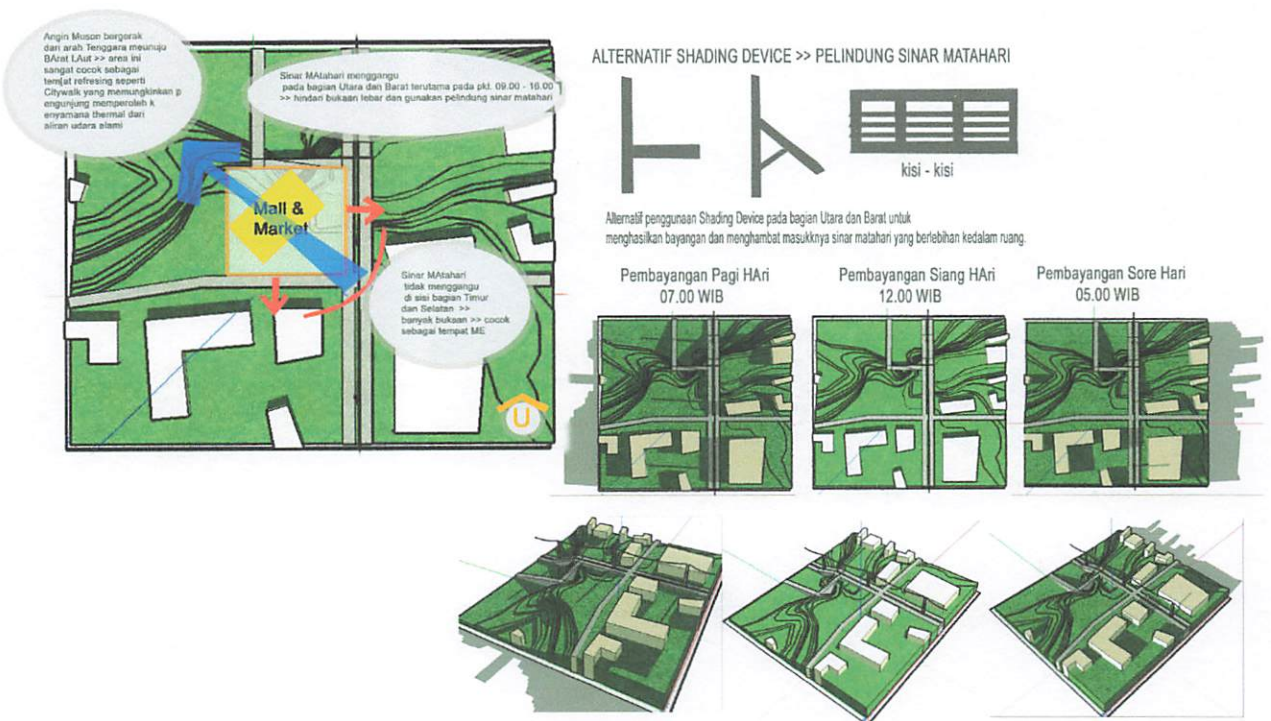 Angin Muson bergerak
dari arah Tenggara meunuju
BArat LAut >> area ini
sangat cocok sebagai
tem[at refresing seperti
Citywalk yang memungkinkan p
engunjung memperoleh k
enyamana thermal dari
aliran udara alami
Sinar MAtahari menggangu
pada bagian Utara dan Barat terutama pada pkl. 09.00 - 16.00
>> hindari bukaan lebar dan gunakan pelindung sinar matahari
Mall &
Market
Sinar MAtahari
tidak menggangu
di sisi bagian Timur
dan Selatan >>
banyak bukaan >> cocok
sebagai tempat ME
U
ALTERNATIF SHADING DEVICE >> PELINDUNG SINAR MATAHARI
kisi - kisi
Alternatif penggunaan Shading Device pada bagian Utara dan Barat untuk
menghasilkan bayangan dan menghambat masukknya sinar matahari yang berlebihan kedalam ruang.
Pembayangan Pagi HAri
07.00 WIB
Pembayangan Siang HAri
12.00 WIB
Pembayangan Sore Hari
05.00 WIB